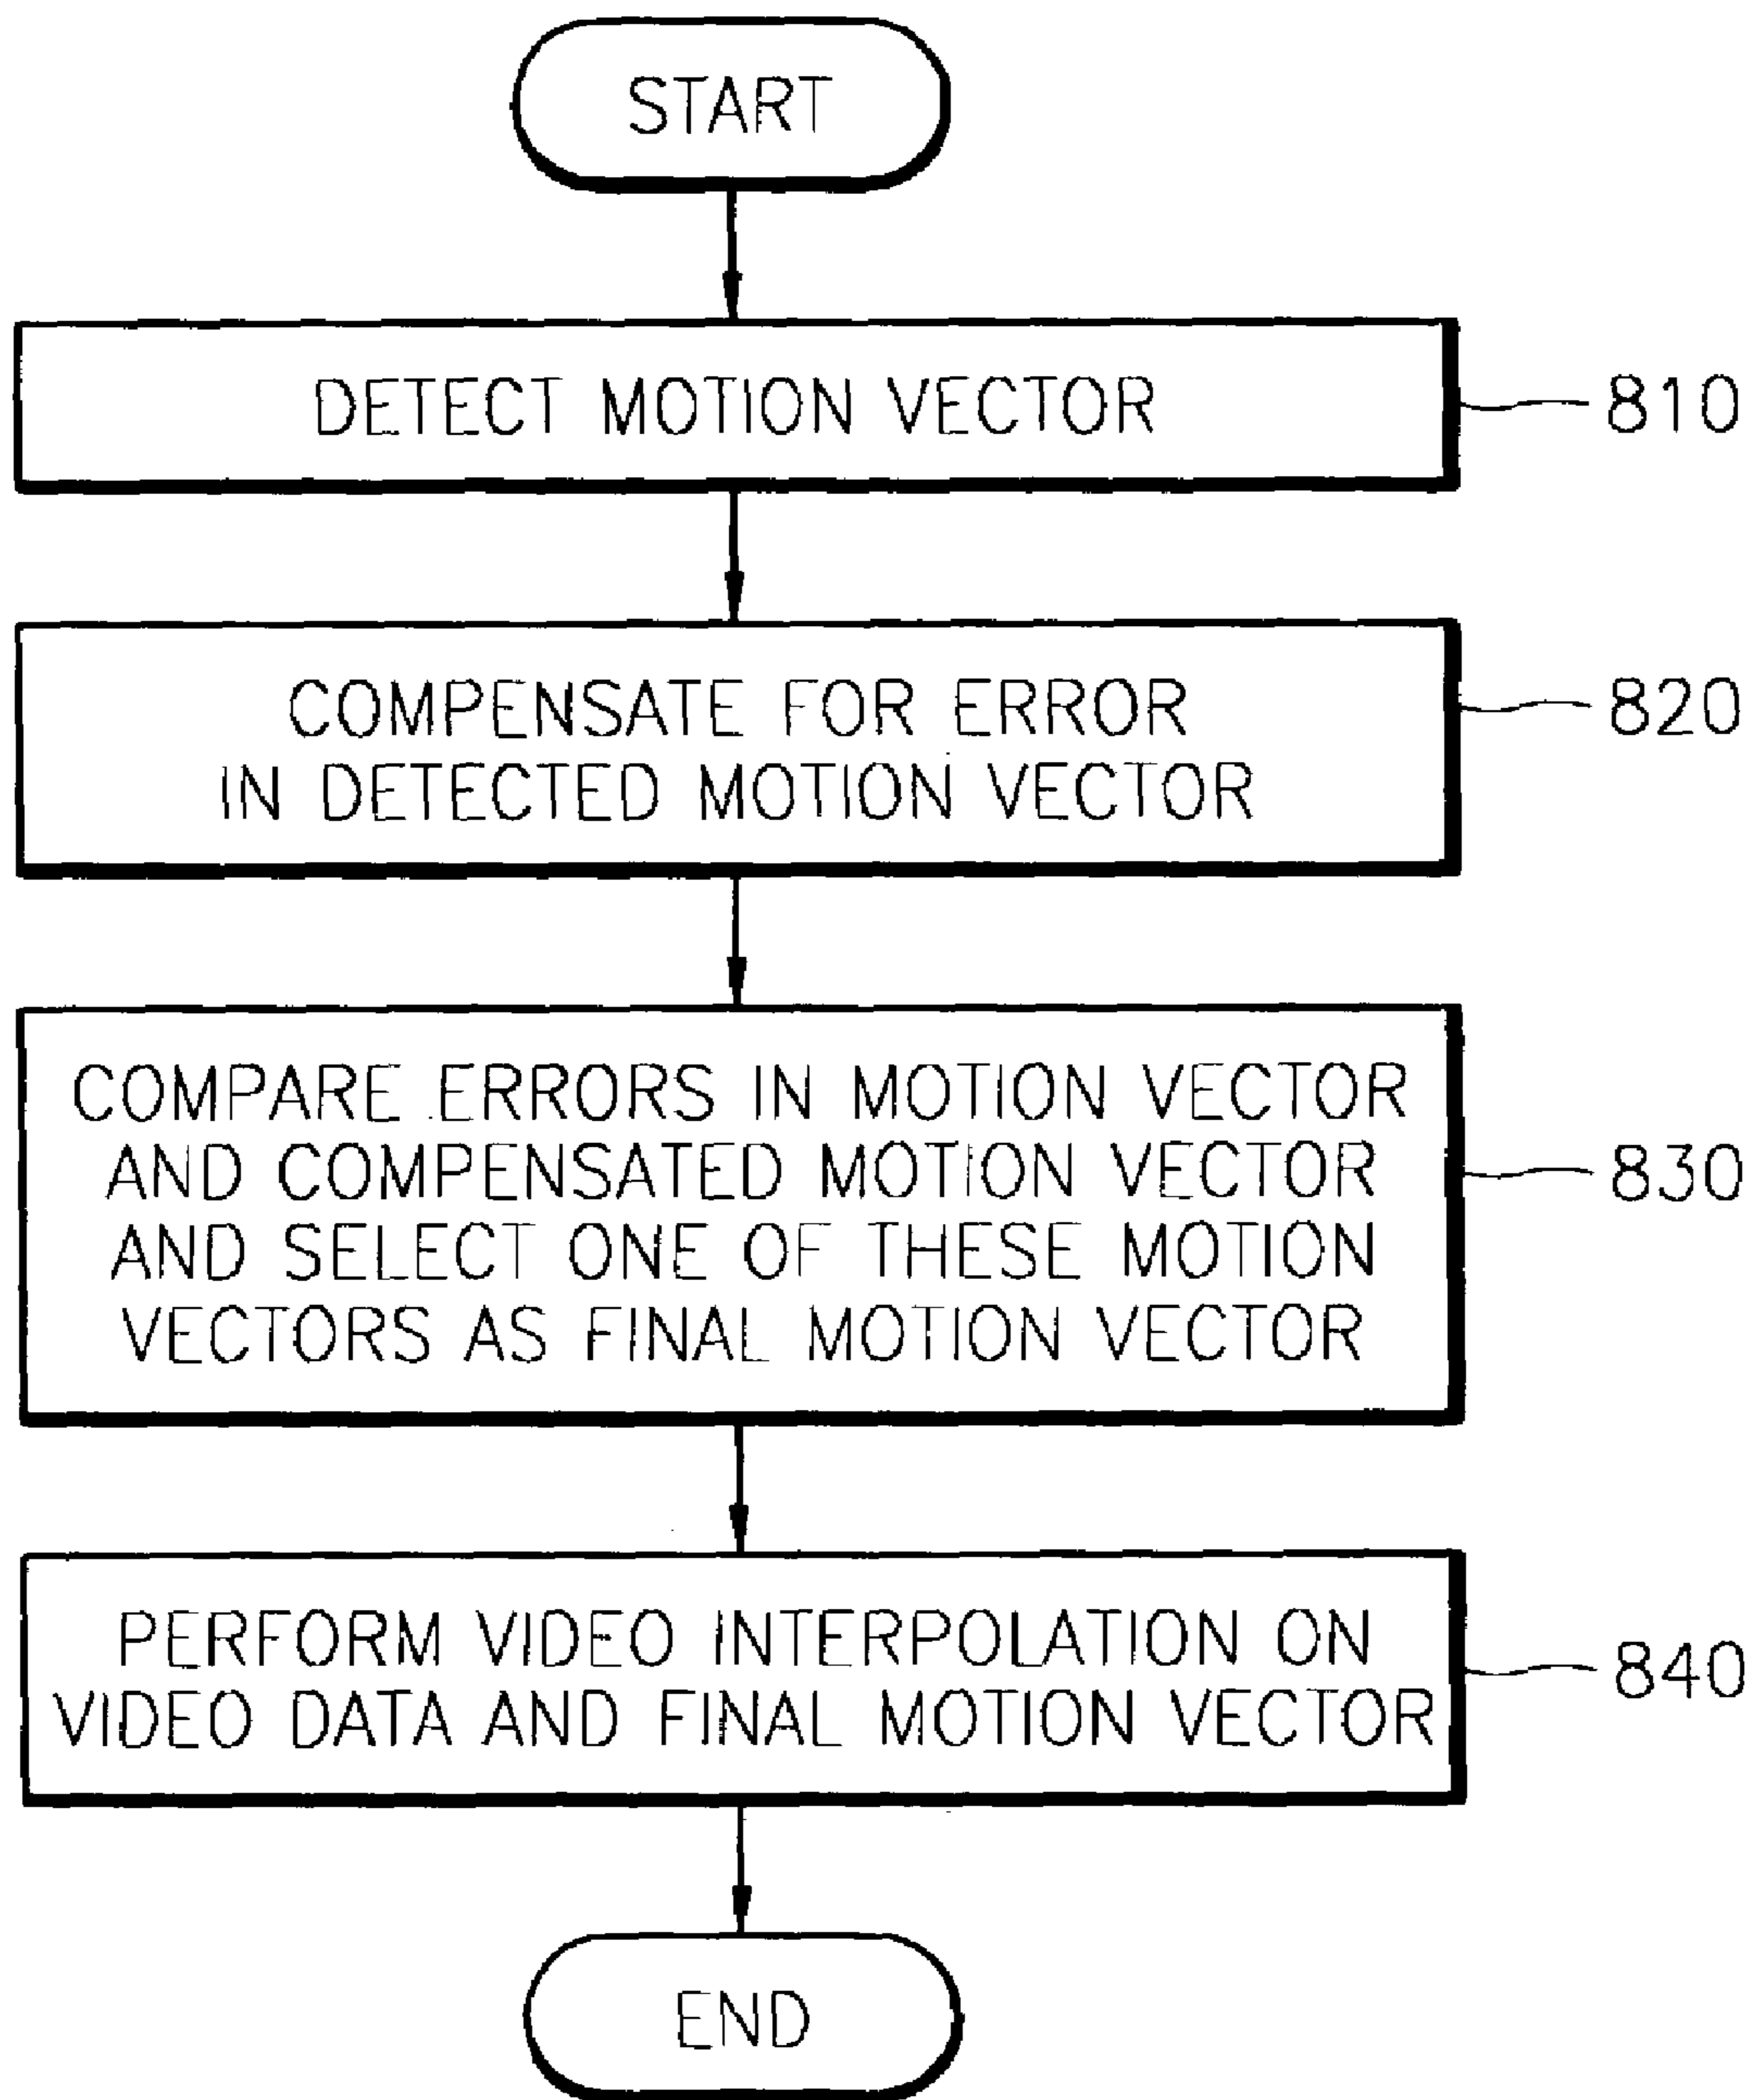 START
DETECT MOTION VECTOR
810
COMPENSATE FOR ERROR
IN DETECTED MOTION VECTOR
820
COMPARE ERRORS IN MOTION VECTOR
AND COMPENSATED MOTION VECTOR
AND SELECT ONE OF THESE MOTION
VECTORS AS FINAL MOTION VECTOR
830
PERFORM VIDEO INTERPOLATION ON
VIDEO DATA AND FINAL MOTION VECTOR
840
END